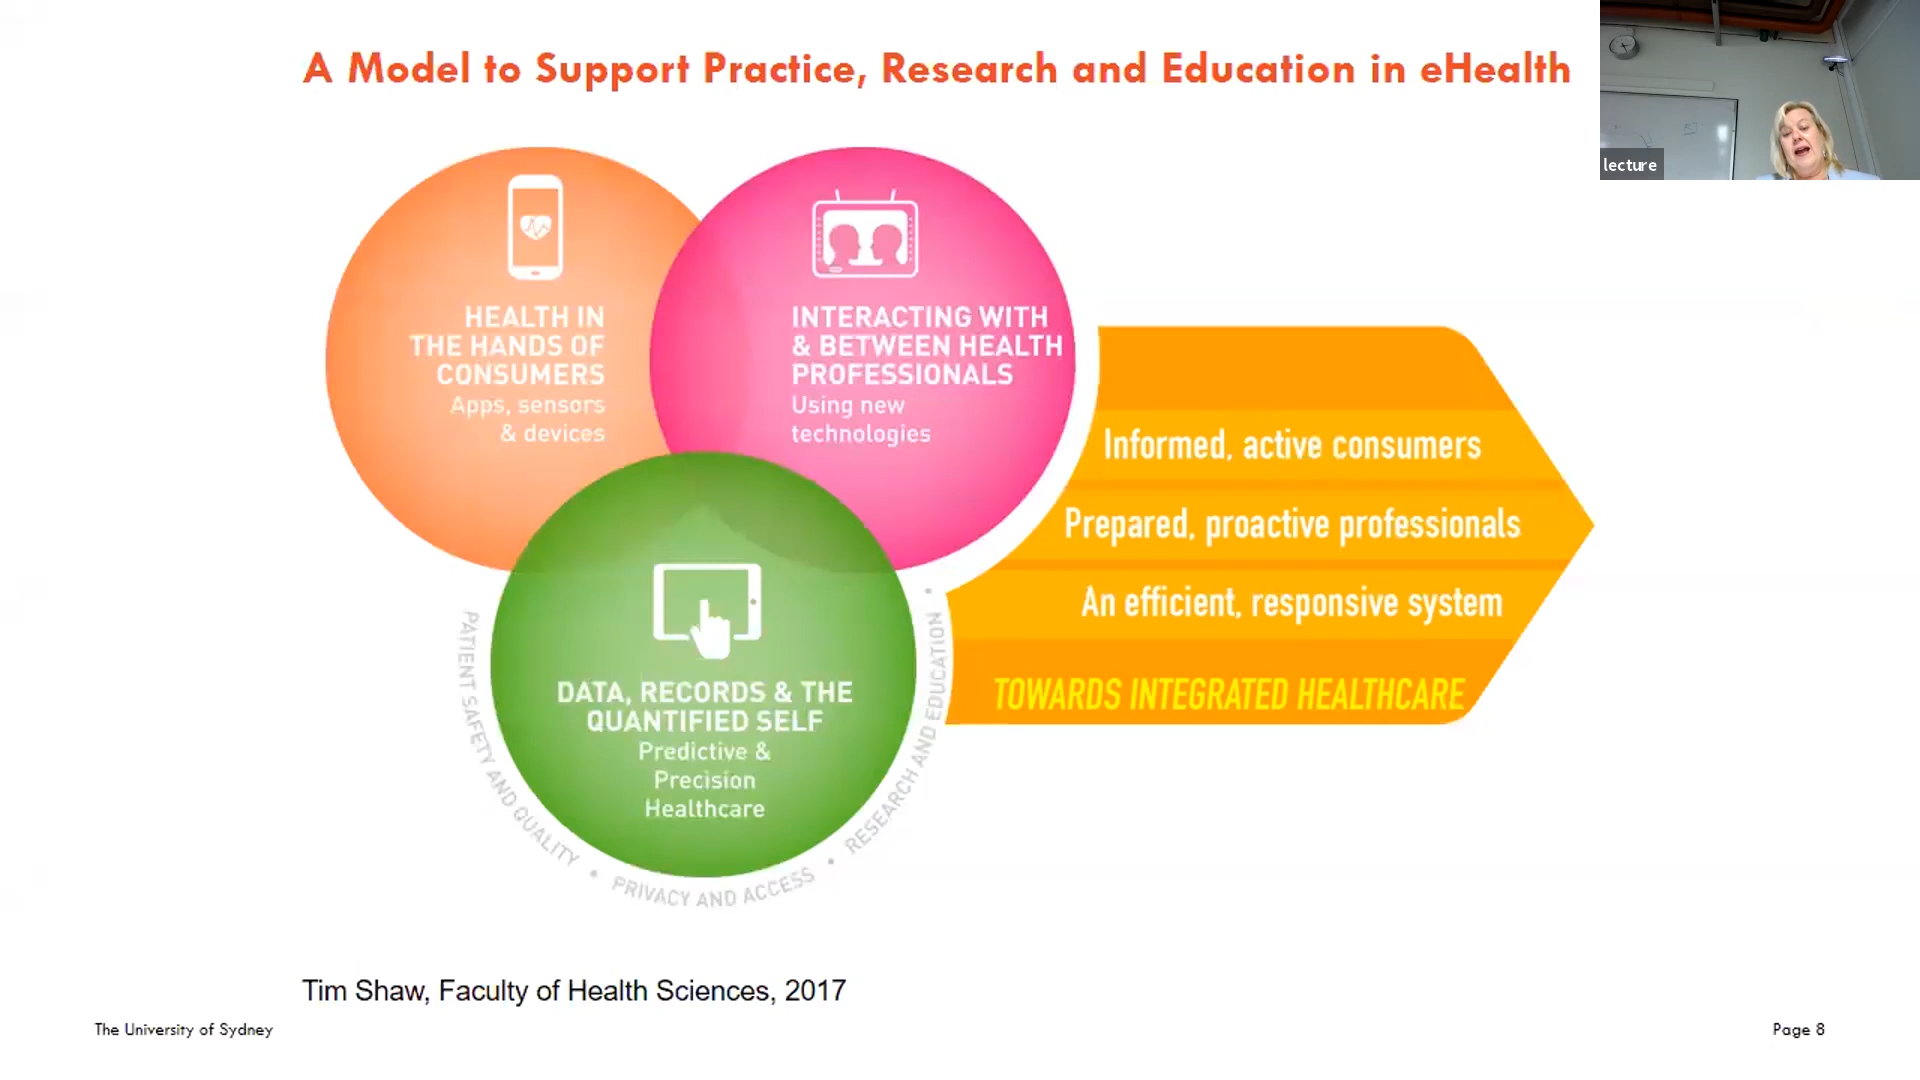 A Model to Support Practice, Research and Education in eHealth
lecture
HEALTH IN
THE HANDS OF
CONSUMERS
Apps, sensors
& devices
INTERACTING WITH
& BETWEEN HEALTH
PROFESSIONALS
Using new
technologies
DATA, RECORDS & THE
QUANTIFIED SELF
Predictive &
Precision
Healthcare
PATIENT SAFETY AND QUALITY • PRIVACY AND ACCESS • RESEARCH AND EDUCATION •
Informed, active consumers
Prepared, proactive professionals
An efficient, responsive system
TOWARDS INTEGRATED HEALTHCARE
Tim Shaw, Faculty of Health Sciences, 2017
The University of Sydney
Page 8